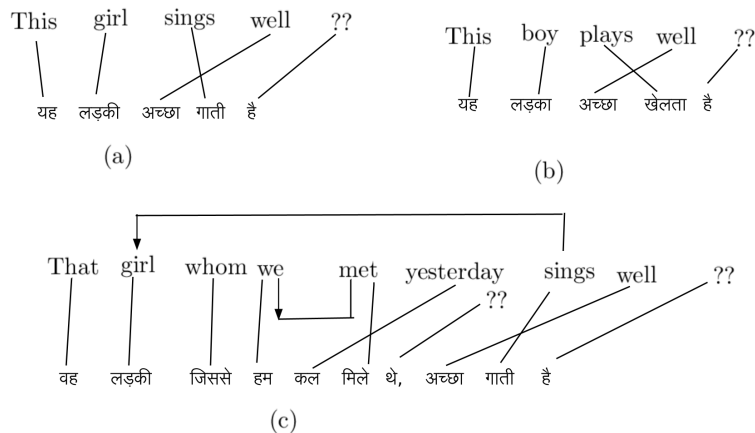 This girl sings well ??
यह लड़की अच्छा गाती है
(a)
This boy plays well ??
यह लड़का अच्छा खेलता है
(b)
That girl whom we met yesterday sings well ??
??
वह लड़की जिससे हम कल मिले थे, अच्छा गाती है
(c)